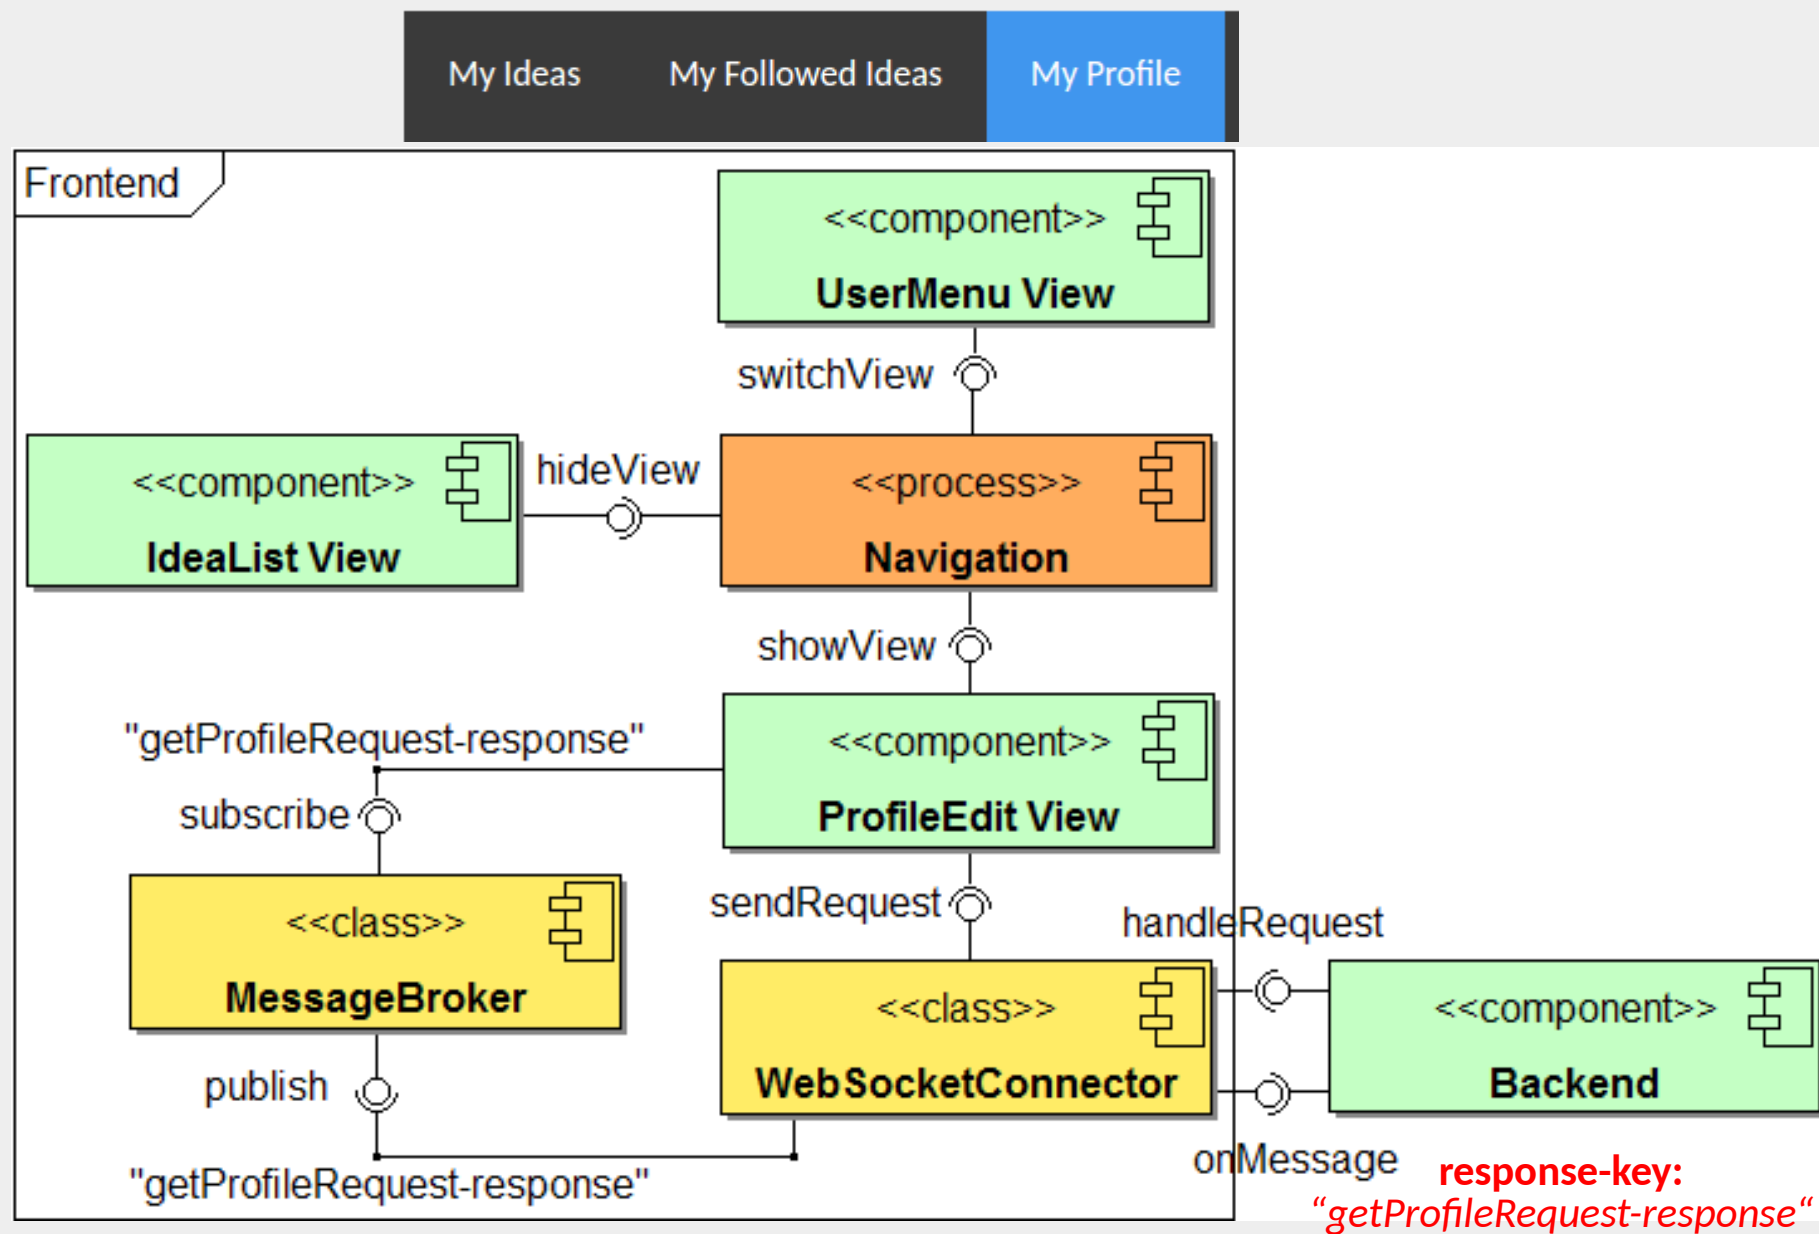 My Ideas My Followed Ideas My Profile
Frontend
<<component>>
UserMenu View
switchView
<<component>>
IdeaList View
hideView
<<process>>
Navigation
showView
"getProfileRequest-response"
<<component>>
ProfileEdit View
subscribe
sendRequest
handleRequest
<<class>>
MessageBroker
<<class>>
WebSocketConnector
<<component>>
Backend
publish
onMessage
"getProfileRequest-response"
response-key:
“getProfileRequest-response“